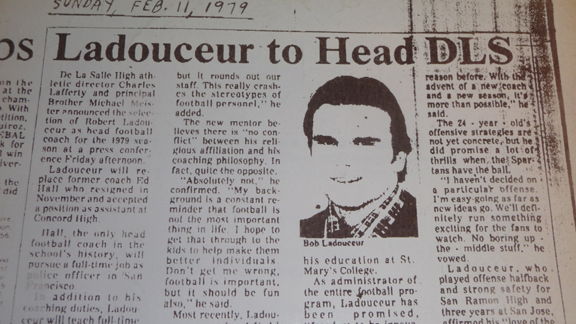 SUNDAY, FEB. 11, 1979
os
Ladouceur to Head DLS
on the
at the
cham-
With
tition,
uiroz,
EBAL
k for
l win
iver-
the
did
De La Salle High ath-
letic director Charles
Lafferty and principal
Brother Michael Meis-
ter announced the selec-
tion of Robert Ladou-
ceur as head football
coach for the 1979 sea-
son at a press confer-
ence Friday afternoon.
Ladouceur will re-
place former coach Ed
Hall who resigned in
November and accepted
a position as assistant at
Concord High.
Hall, the only head
football coach in the
school's history, will
pursue a full-time job as
police officer in San
Francisco.
In addition to his
coaching duties, Ladou-
ceur will teach full-time
but it rounds out our
staff. This really crash-
es the stereotypes of
football personel," he
added.
The new mentor be-
lieves there is "no con-
flict" between his reli-
gious affiliation and his
coaching philosophy. In
fact, quite the opposite.
"Absolutely not," he
confirmed. "My back-
ground is a constant re-
minder that football is
not the most important
thing in life. I hope to
get that through to the
kids to help make them
better individuals.
Don't get me wrong,
football is important,
but it should be fun
also," he said.
Most recently, Ladou-
Bob Ladouceur
his education at St.
Mary's College.
As administrator of
the entire football pro-
gram, Ladouceur has
been promised,
reason before. With the
advent of a new coach
and a new season, it's
more than possible," he
said.
The 24 - year - old's
offensive strategies are
not yet concrete, but he
did promise a lot of
thrills when the Spar-
tans have the ball.
"I haven't decided on
a particular offense.
I'm easy going as far as
new ideas go. We'll defi-
nitely run something
exciting for the fans to
watch. No boring up -
the - middle stuff," he
vowed.
Ladouceur, who
played offense halfback
and strong safety for
San Ramon High and
three years at San Jose,
affirmed his "love of the